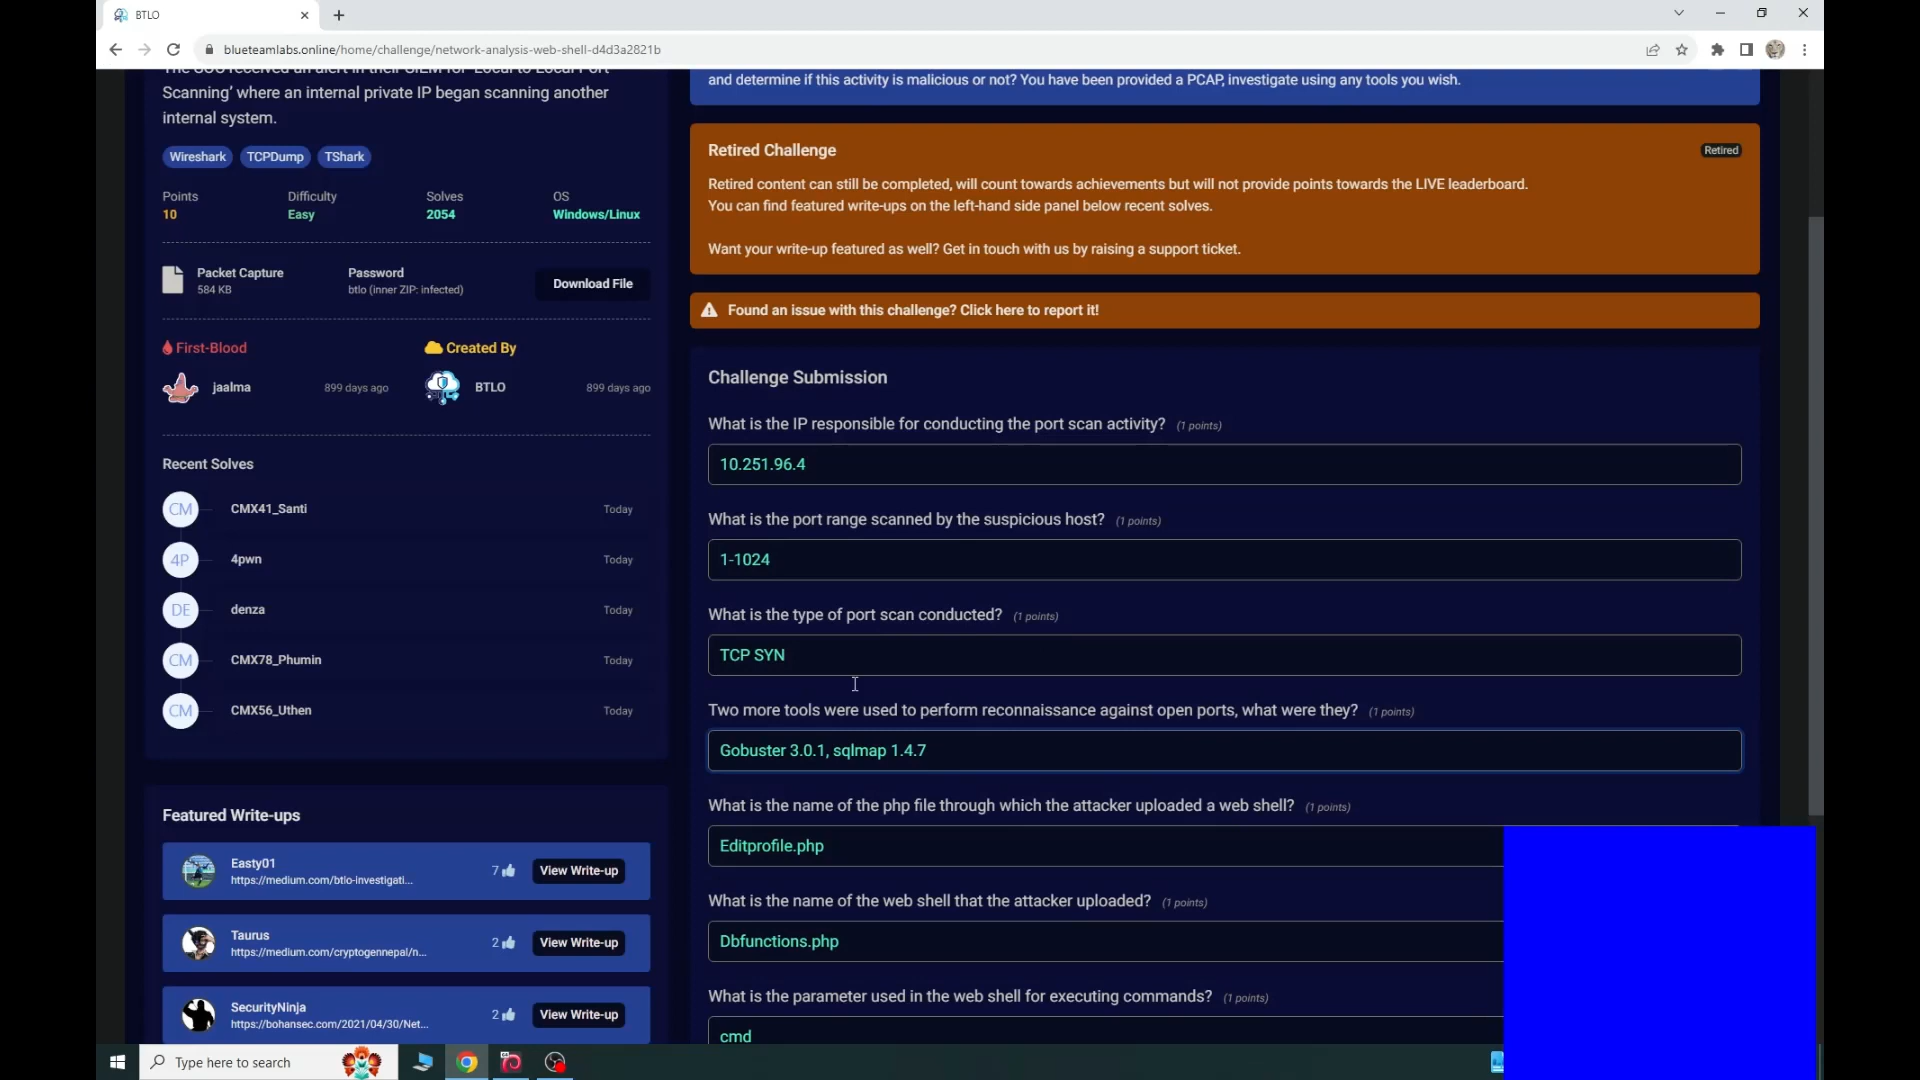 BTLO
blueteamlabs.online/home/challenge/network-analysis-web-shell-d4d3a2821b
Scanning’ where an internal private IP began scanning another
internal system.
Wireshark TCPDump TShark
Points Difficulty Solves OS
10 Easy 2054 Windows/Linux
Packet Capture Password
584 KB btlo (inner ZIP: infected) Download File
First-Blood Created By
jaalma 899 days ago BTLO 899 days ago
Recent Solves
CM CMX41_Santi Today
4P 4pwn Today
DE denza Today
CM CMX78_Phumin Today
CM CMX56_Uthen Today
Featured Write-ups
Easty01
https://medium.com/btlo-investigati...
7 View Write-up
Taurus
https://medium.com/cryptogennepal/n...
2 View Write-up
SecurityNinja
https://bohansec.com/2021/04/30/Net...
2 View Write-up
and determine if this activity is malicious or not? You have been provided a PCAP, investigate using any tools you wish.
Retired Challenge Retired
Retired content can still be completed, will count towards achievements but will not provide points towards the LIVE leaderboard.
You can find featured write-ups on the left-hand side panel below recent solves.
Want your write-up featured as well? Get in touch with us by raising a support ticket.
Found an issue with this challenge? Click here to report it!
Challenge Submission
What is the IP responsible for conducting the port scan activity? (1 points)
10.251.96.4
What is the port range scanned by the suspicious host? (1 points)
1-1024
What is the type of port scan conducted? (1 points)
TCP SYN
Two more tools were used to perform reconnaissance against open ports, what were they? (1 points)
Gobuster 3.0.1, sqlmap 1.4.7
What is the name of the php file through which the attacker uploaded a web shell? (1 points)
Editprofile.php
What is the name of the web shell that the attacker uploaded? (1 points)
Dbfunctions.php
What is the parameter used in the web shell for executing commands? (1 points)
cmd
Type here to search